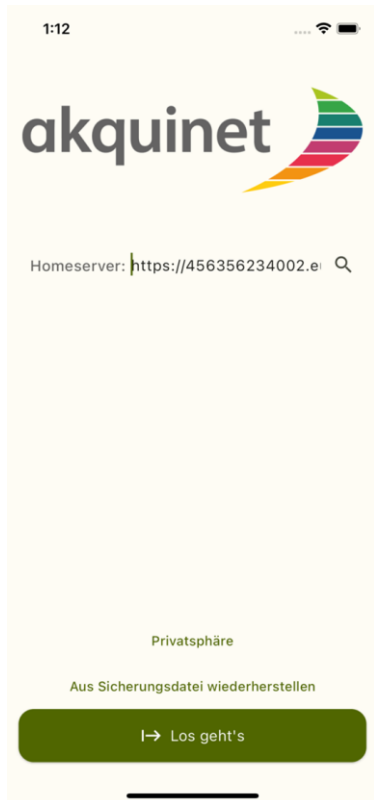 1:12
akquinet
Homeserver: https://456356234002.e
Privatsphäre
Aus Sicherungsdatei wiederherstellen
Los geht's